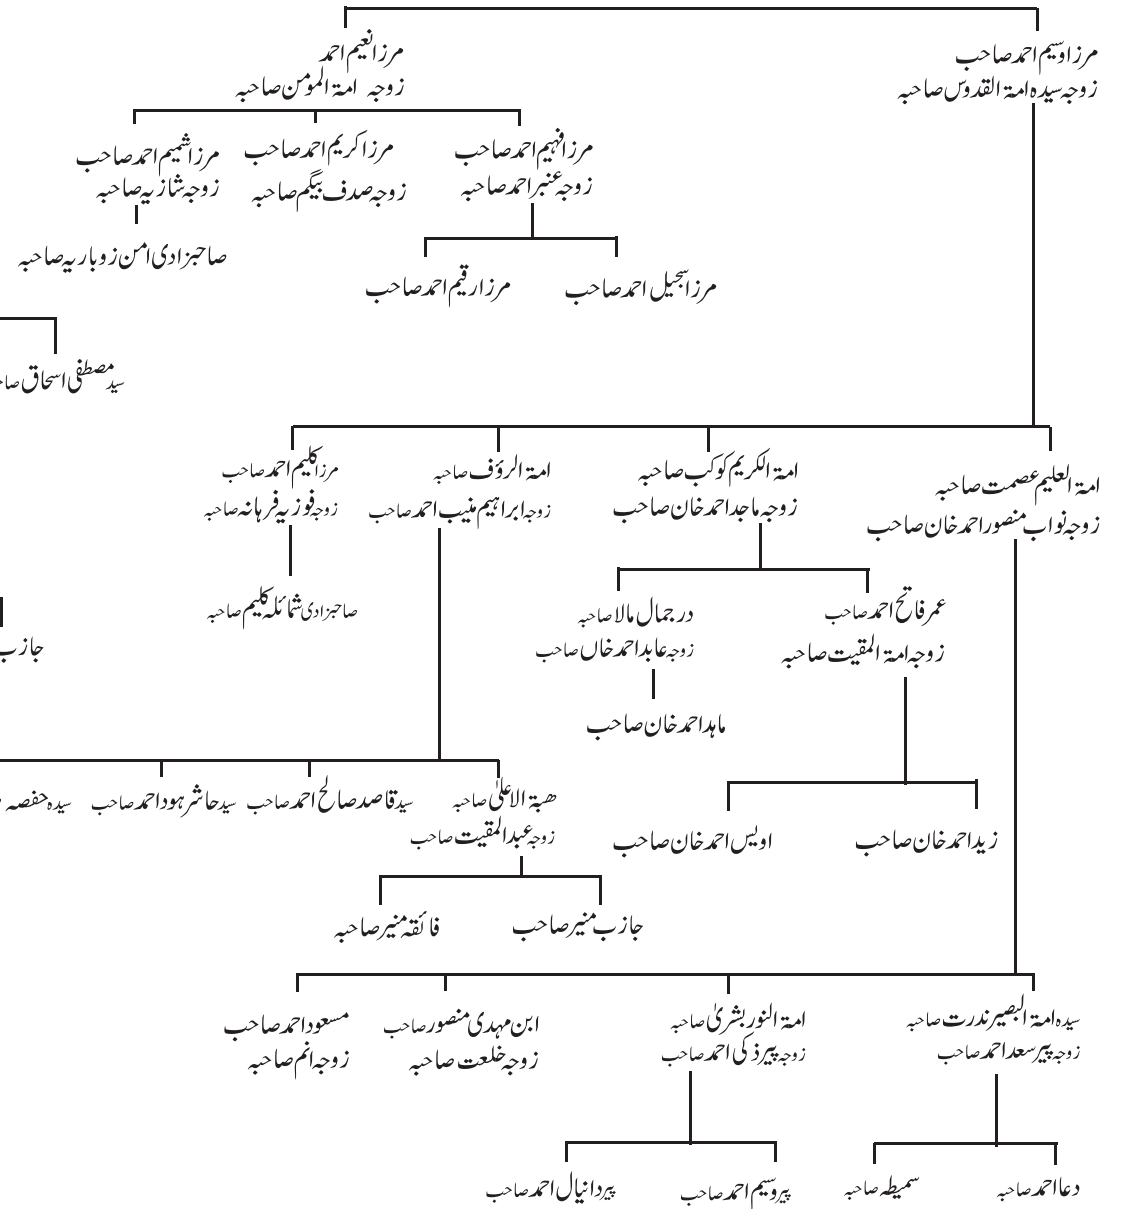 مرزا وسیم احمد صاحب
زوجہ سیدہ امۃ القدوس صاحبہ
مرزا نعیم احمد
زوجہ امۃ المومن صاحبہ
مرزا فہیم احمد صاحب
زوجہ عنبر احمد صاحبہ
مرزا کریم احمد صاحب
زوجہ صدف بیگم صاحبہ
مرزا شمیم احمد صاحب
زوجہ شازیہ صاحبہ
صاحبزادی امن زوباریہ صاحبہ
مرزا سجیل احمد صاحب
مرزا رقیم احمد صاحب
سید مصطفی اسحاق
امۃ العلیم عصمت صاحبہ
زوجہ نواب منصور احمد خان صاحب
امۃ الکریم کوکب صاحبہ
زوجہ ماجد احمد خان صاحب
امۃ الرؤف صاحبہ
زوجہ ابراہیم منیب احمد صاحب
مرزا کلیم احمد صاحب
زوجہ فوزیہ فرہانہ صاحبہ
عمر فاتح احمد صاحب
زوجہ امۃ المقیت صاحبہ
در جمال مالا صاحبہ
زوجہ عابد احمد خاں صاحب
صاحبزادی شمائلہ کلیم صاحبہ
جازب
ماہد احمد خان صاحب
زید احمد خان صاحب
اویس احمد خان صاحب
ھبۃ الاعلیٰ صاحبہ
زوجہ عبدالمقیت صاحب
سید قاصد صالح احمد صاحب
سید حاشر ہود احمد صاحب
سیدہ حفصہ
جازب منیر صاحب
فائقہ منیر صاحبہ
سیدہ امۃ البصیر ندرت صاحبہ
زوجہ پیر سعد احمد صاحب
امۃ النور بشریٰ صاحبہ
زوجہ پیر ذکی احمد صاحب
ابن مہدی منصور صاحب
زوجہ خلعت صاحبہ
مسعود احمد صاحب
زوجہ انم صاحبہ
دعا احمد صاحبہ
سمیطہ صاحبہ
پیر وسیم احمد صاحب
پیر دانیال احمد صاحب